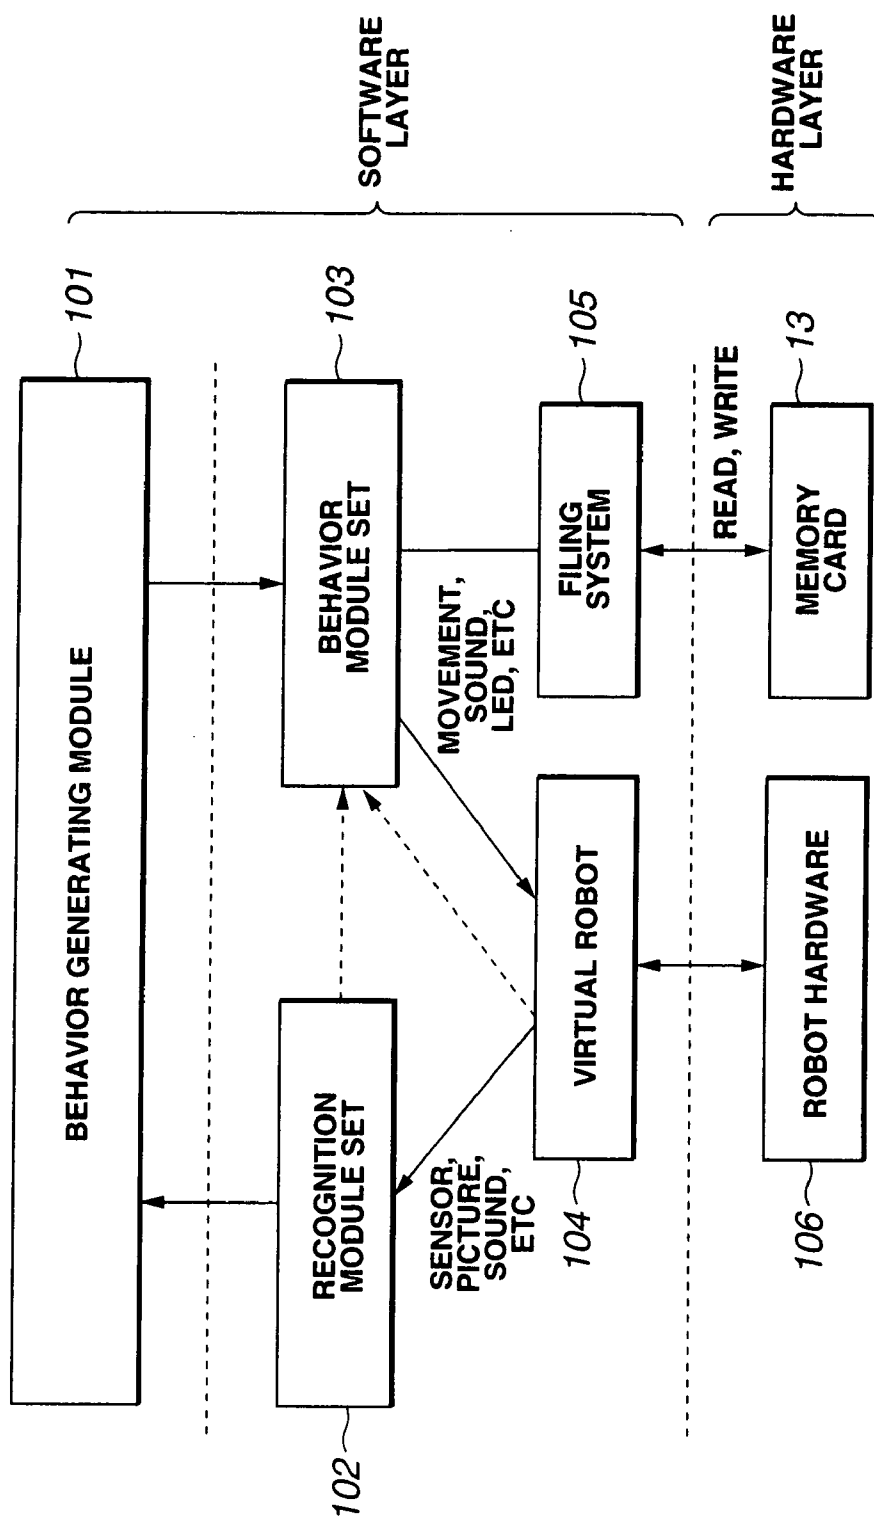 101
BEHAVIOR GENERATING MODULE
SOFTWARE
LAYER
102
RECOGNITION
MODULE SET
103
BEHAVIOR
MODULE SET
SENSOR,
PICTURE,
SOUND,
ETC
MOVEMENT,
SOUND,
LED, ETC
104
VIRTUAL ROBOT
105
FILING
SYSTEM
READ, WRITE
106
ROBOT HARDWARE
13
MEMORY
CARD
HARDWARE
LAYER